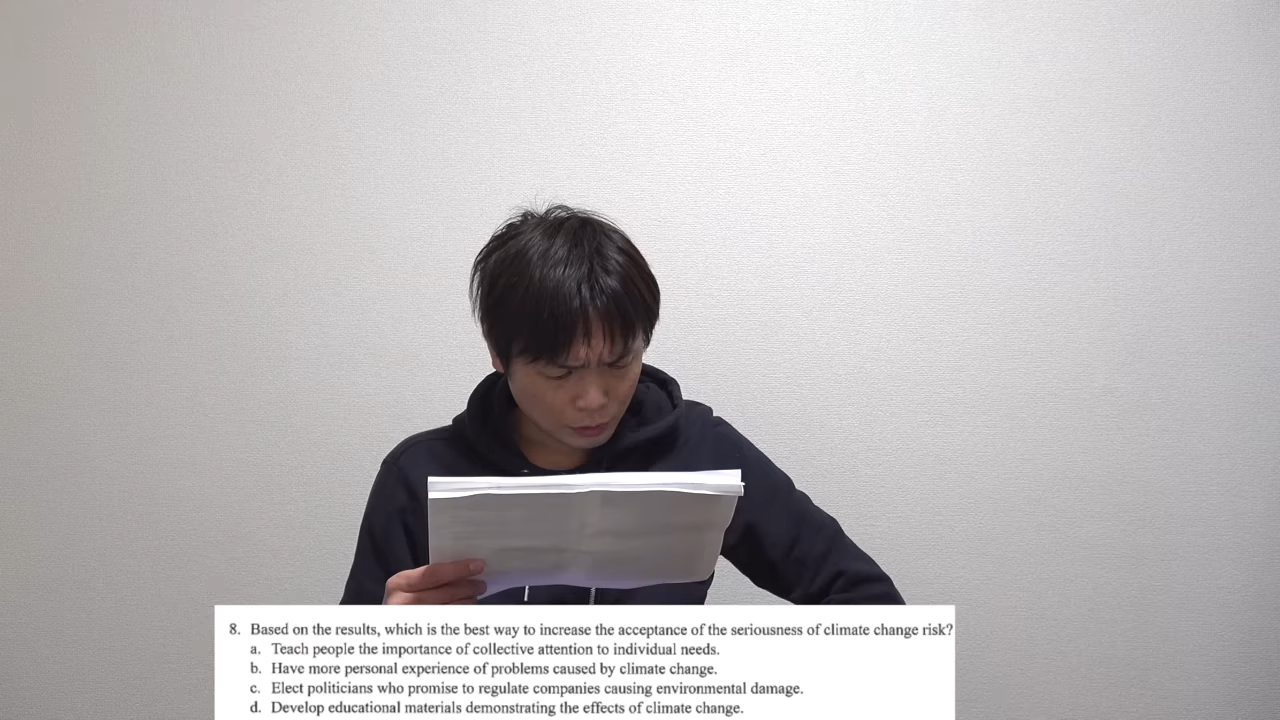 8. Based on the results, which is the best way to increase the acceptance of the seriousness of climate change risk?
a. Teach people the importance of collective attention to individual needs.
b. Have more personal experience of problems caused by climate change.
c. Elect politicians who promise to regulate companies causing environmental damage.
d. Develop educational materials demonstrating the effects of climate change.